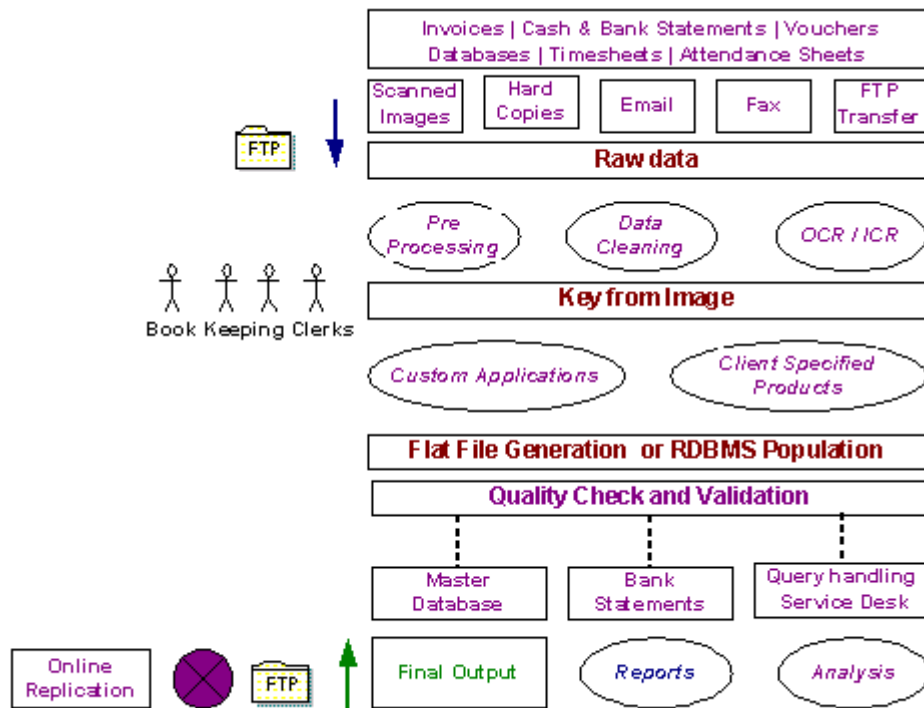 Invoices | Cash & Bank Statements | Vouchers
Databases | Timesheets | Attendance Sheets
Scanned
Images
Hard
Copies
Email
Fax
FTP
Transfer
FTP
Raw data
Pre
Processing
Data
Cleaning
OCR / ICR
Book Keeping Clerks
Key from Image
Custom Applications
Client Specified
Products
Flat File Generation or RDBMS Population
Quality Check and Validation
Master
Database
Bank
Statements
Query handling
Service Desk
Online
Replication
FTP
Final Output
Reports
Analysis